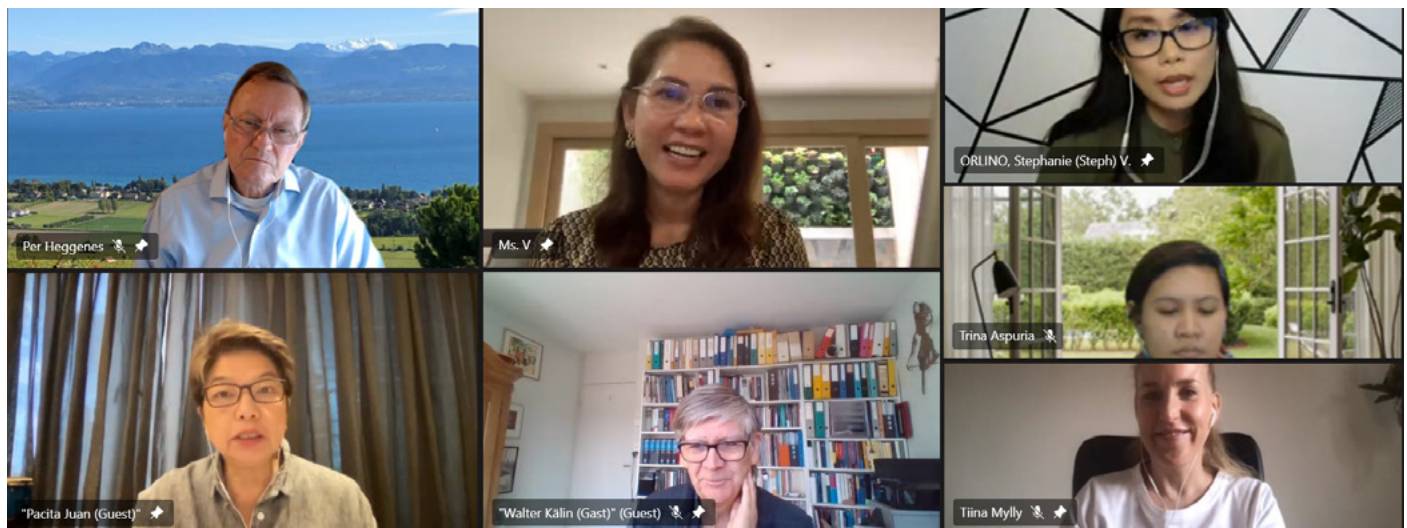 Per Heggenes
Ms. V
ORLINO, Stephanie (Steph) V.
Trina Aspuria
"Pacita Juan (Guest)"
"Walter Kälin (Gast)" (Guest)
Tiina Mylly